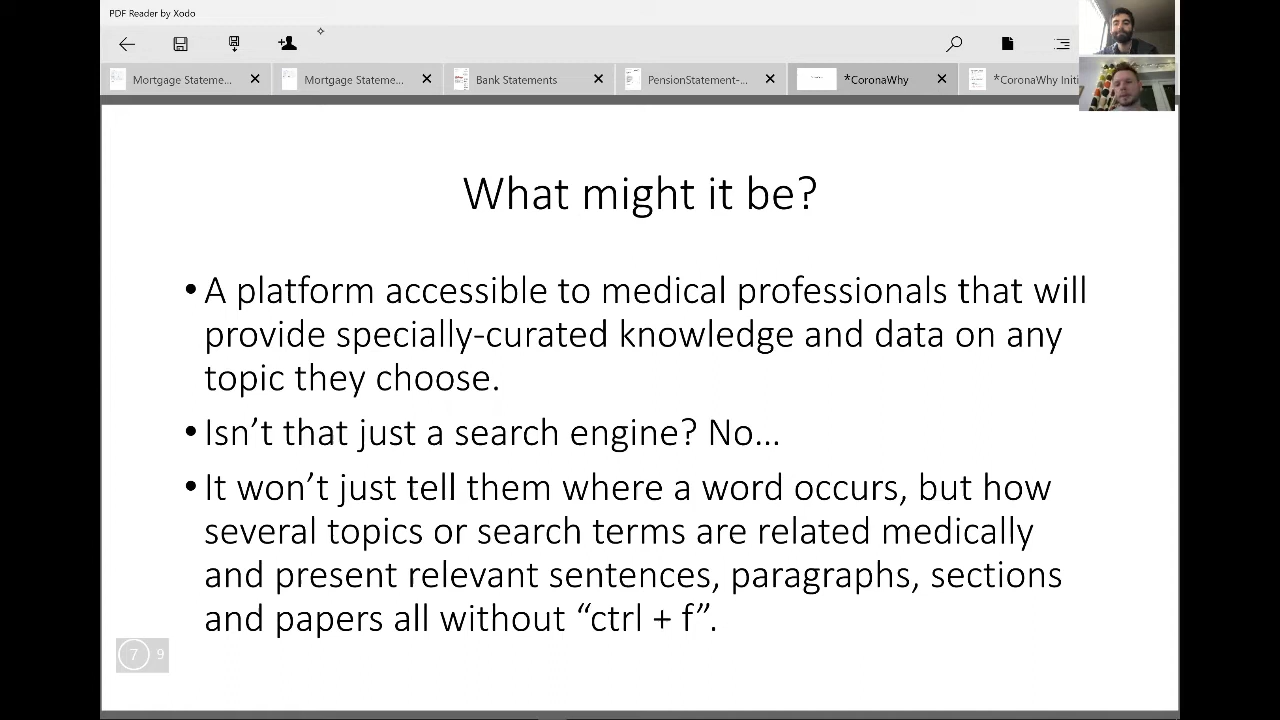 PDF Reader by Xodo
Mortgage Stateme...
Mortgage Stateme...
Bank Statements
PensionStatement-...
*CoronaWhy
*CoronaWhy Initi
What might it be?
• A platform accessible to medical professionals that will
provide specially-curated knowledge and data on any
topic they choose.
• Isn’t that just a search engine? No...
• It won’t just tell them where a word occurs, but how
several topics or search terms are related medically
and present relevant sentences, paragraphs, sections
and papers all without “ctrl + f”.
7 9